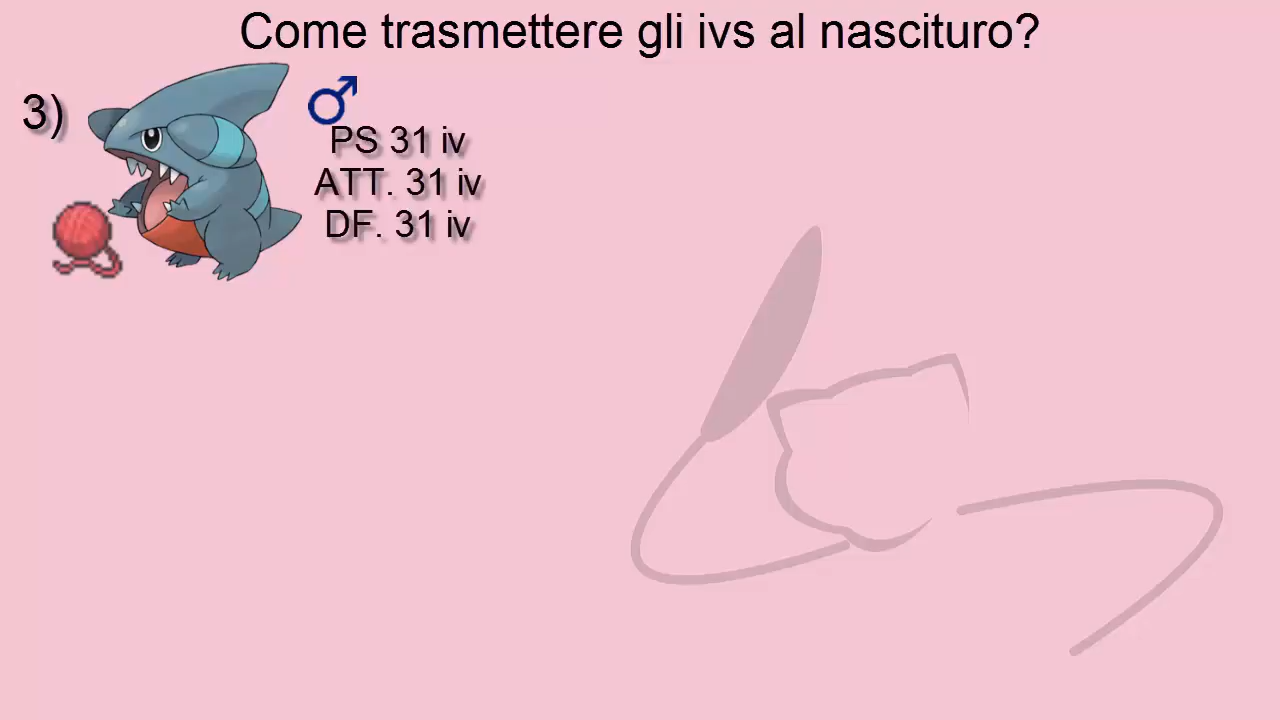 Come trasmettere gli ivs al nascituro?
3)
PS 31 iv
ATT. 31 iv
DF. 31 iv